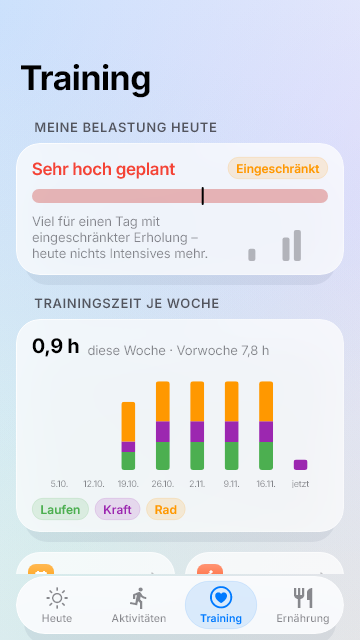 Training
MEINE BELASTUNG HEUTE
Sehr hoch geplant
Eingeschränkt
Viel für einen Tag mit
eingeschränkter Erholung –
heute nichts Intensives mehr.
TRAININGSZEIT JE WOCHE
0,9 h diese Woche · Vorwoche 7,8 h
5.10. 12.10. 19.10. 26.10. 2.11. 9.11. 16.11. jetzt
Laufen Kraft Rad
Heute Aktivitäten Training Ernährung